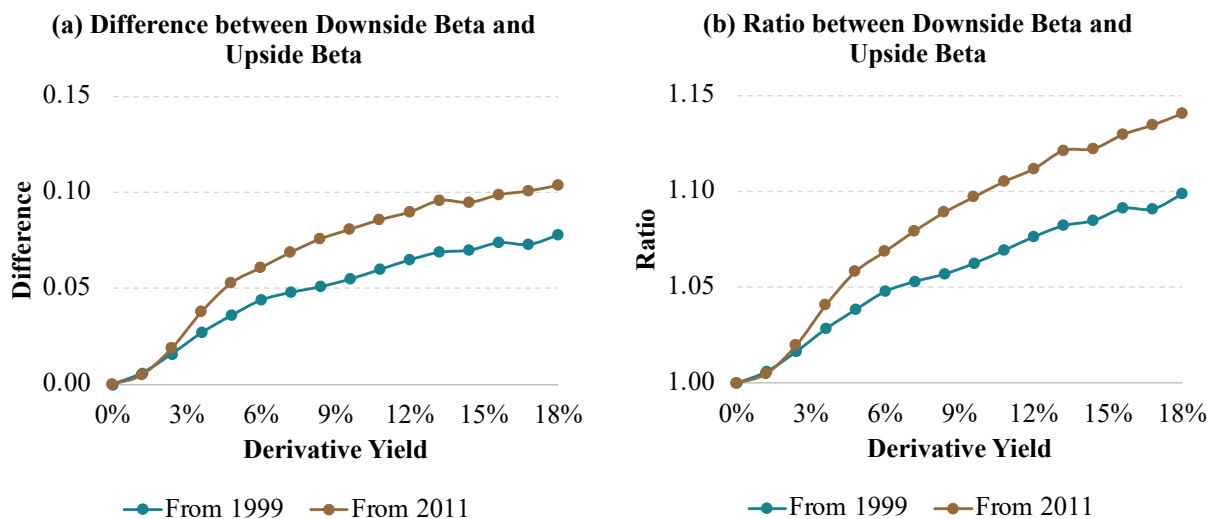 (a) Difference between Downside Beta and
Upside Beta
0.15
0.10
0.05
0.00
Difference
0% 3% 6% 9% 12% 15% 18%
Derivative Yield
From 1999 From 2011
(b) Ratio between Downside Beta and
Upside Beta
1.15
1.10
1.05
1.00
Ratio
0% 3% 6% 9% 12% 15% 18%
Derivative Yield
From 1999 From 2011